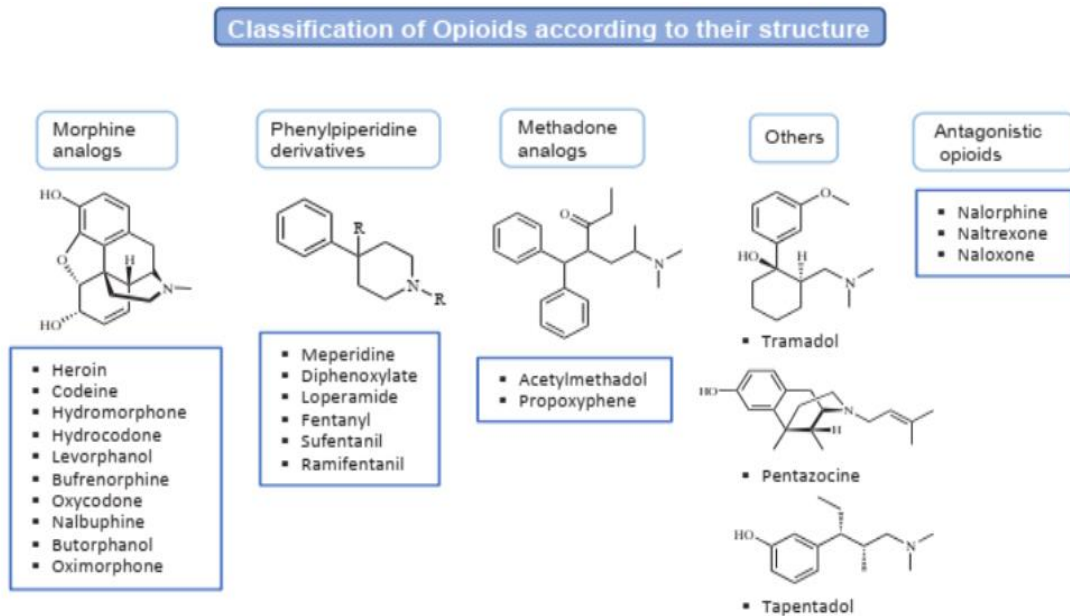 Classification of Opioids according to their structure
Morphine
analogs
HO
O
H
N
HO
▪ Heroin
▪ Codeine
▪ Hydromorphone
▪ Hydrocodone
▪ Levorphanol
▪ Bufrenorphine
▪ Oxycodone
▪ Nalbuphine
▪ Butorphanol
▪ Oximorphone
Phenylpiperidine
derivatives
R
N
R
▪ Meperidine
▪ Diphenoxylate
▪ Loperamide
▪ Fentanyl
▪ Sufentanil
▪ Ramifentanil
Methadone
analogs
O
N
▪ Acetylmethadol
▪ Propoxyphene
Others
O
HO
H
N
▪ Tramadol
HO
N
H
▪ Pentazocine
HO
N
▪ Tapentadol
Antagonistic
opioids
▪ Nalorphine
▪ Naltrexone
▪ Naloxone